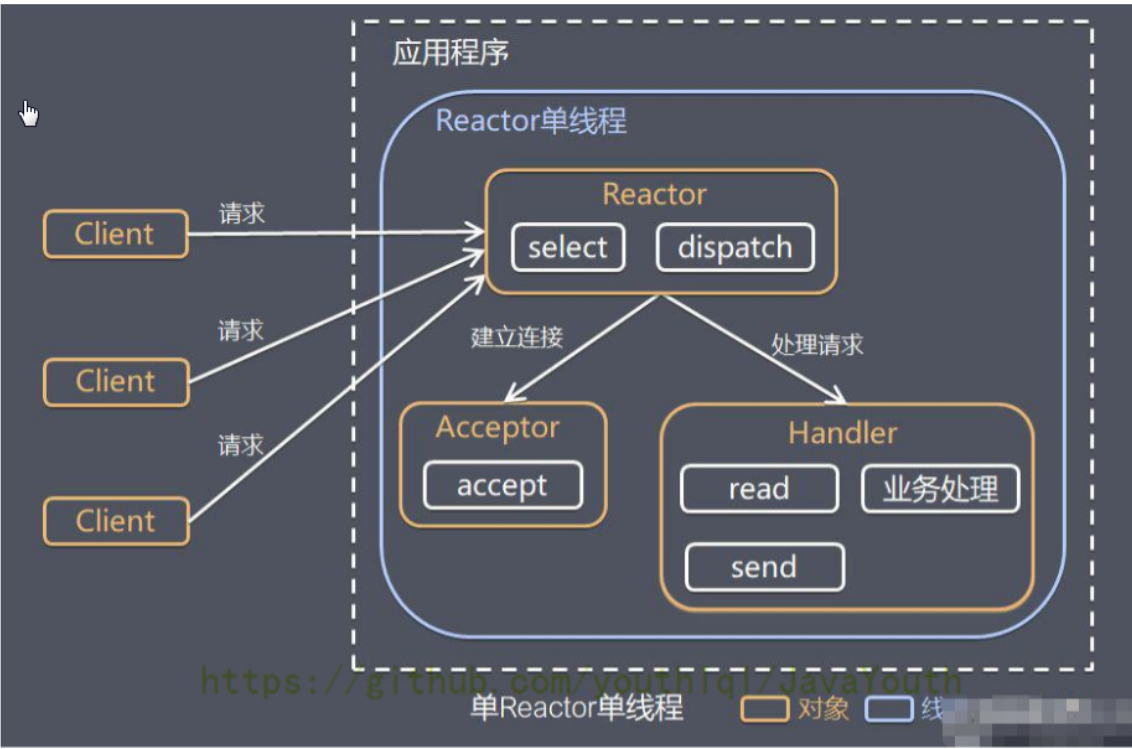 应用程序
Reactor单线程
Reactor
select
dispatch
Client
请求
Client
请求
Client
请求
建立连接
处理请求
Acceptor
accept
Handler
read
业务处理
send
https://github.com/youthlql/JavaYouth
单Reactor单线程
对象
线